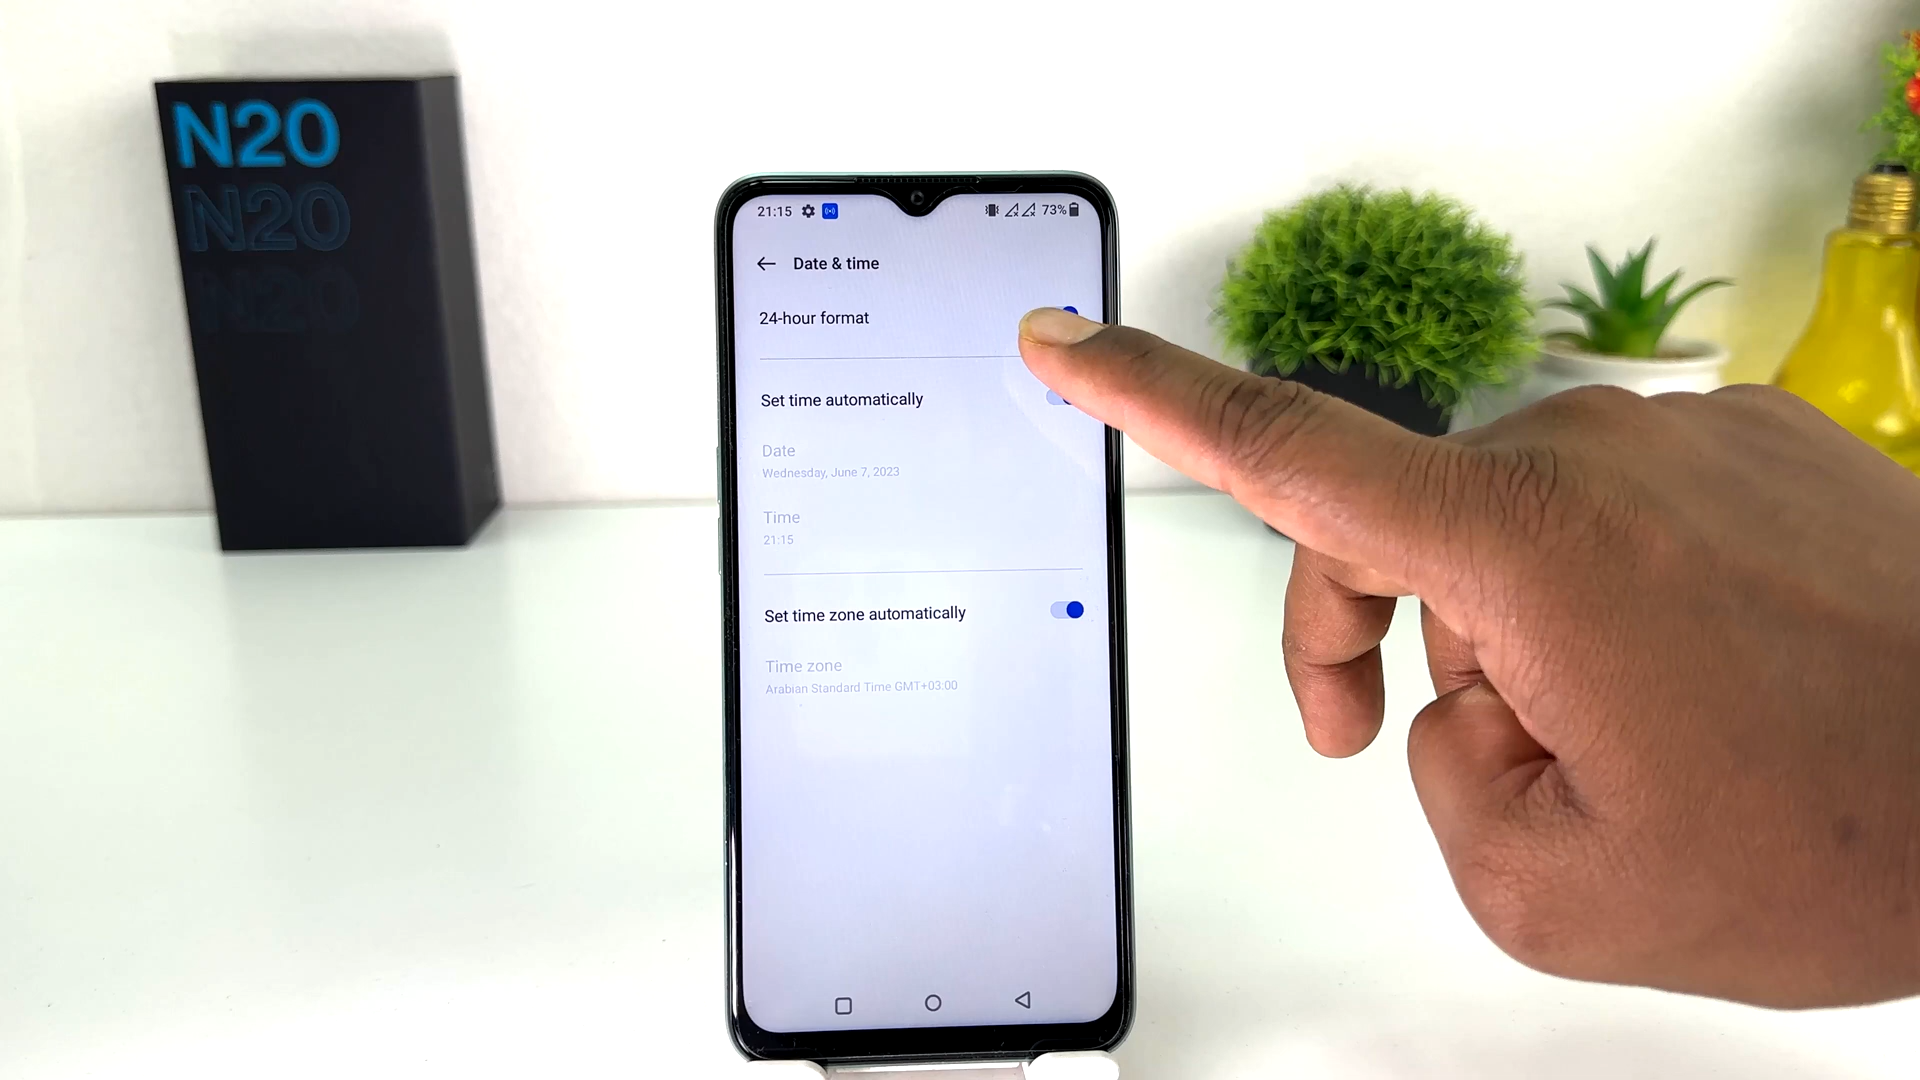 N20
N20
N20
21:15 73%
Date & time
24-hour format
Set time automatically
Date
Wednesday, June 7, 2023
Time
21:15
Set time zone automatically
Time zone
Arabian Standard Time GMT+03:00